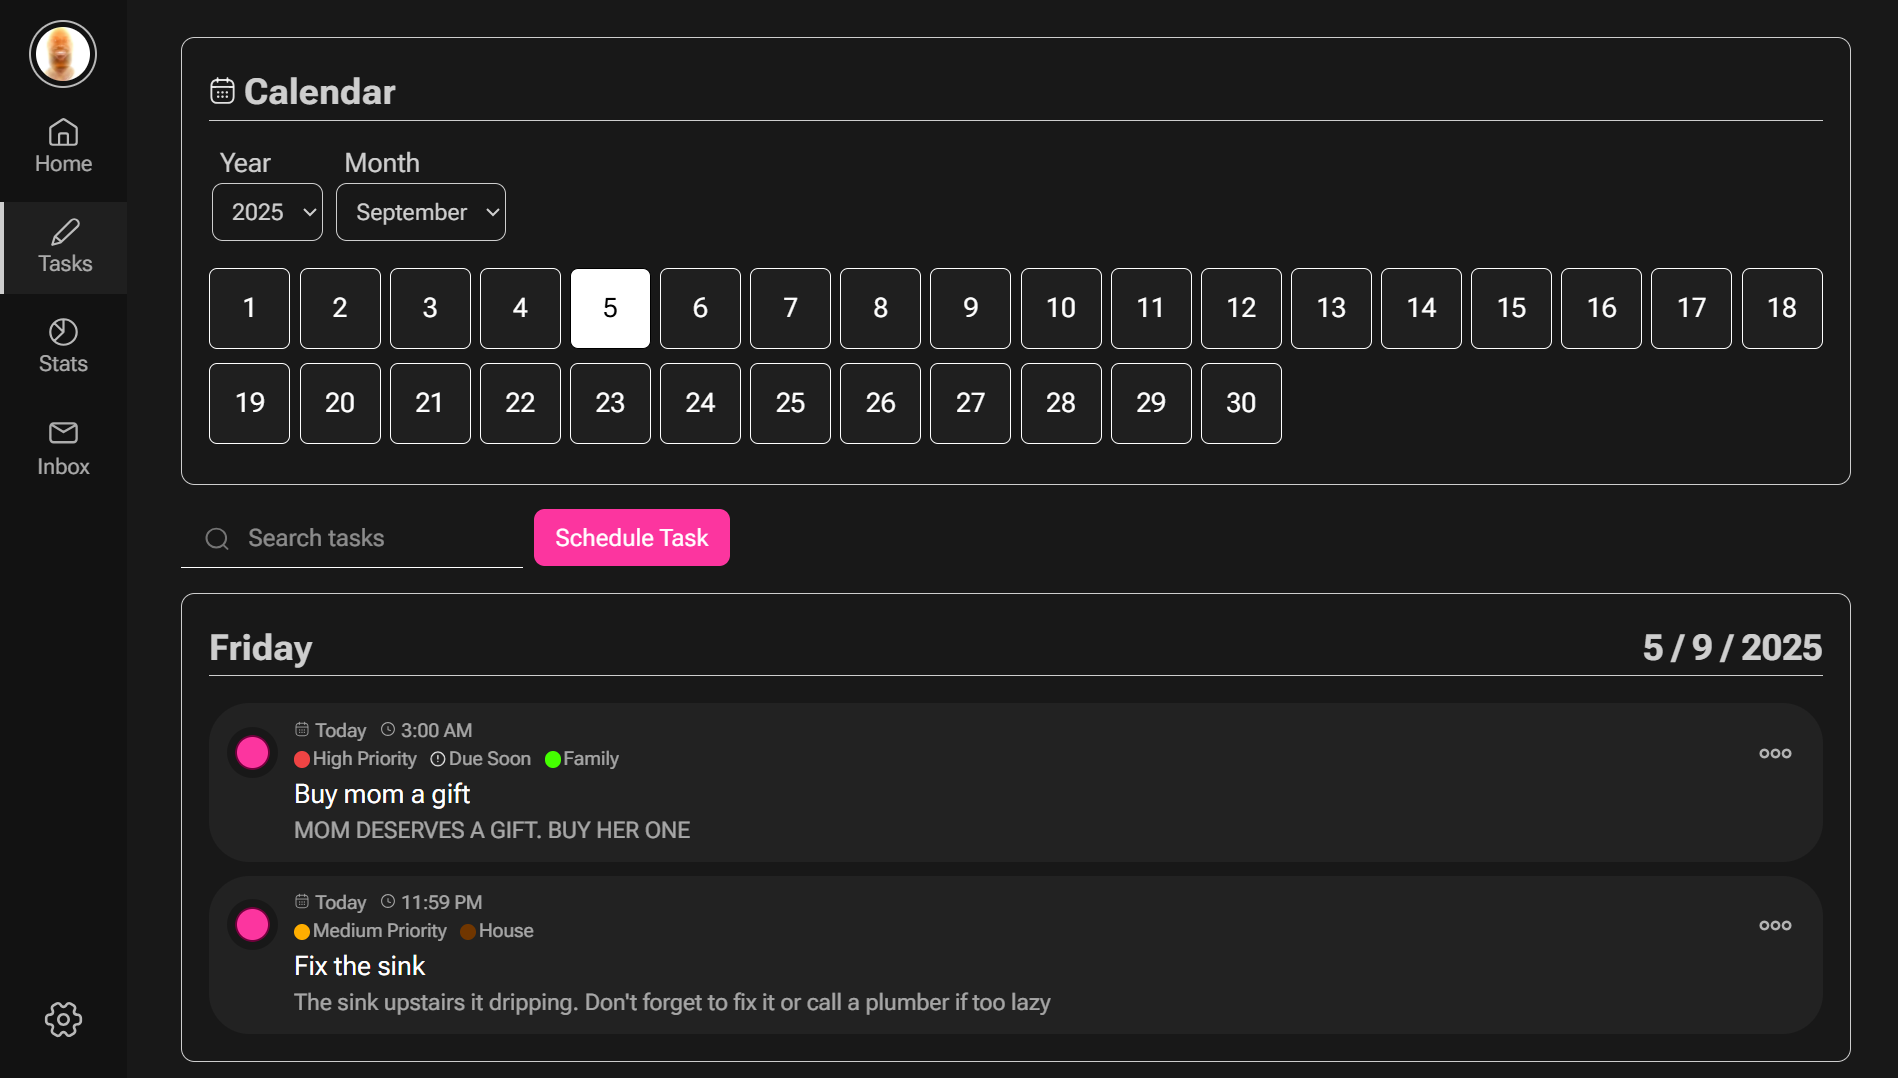 Home
Tasks
Stats
Inbox
Calendar
Year Month
2025 September
1 2 3 4 5 6 7 8 9 10 11 12 13 14 15 16 17 18
19 20 21 22 23 24 25 26 27 28 29 30
Search tasks Schedule Task
Friday 5 / 9 / 2025
Today 3:00 AM
High Priority Due Soon Family
Buy mom a gift
MOM DESERVES A GIFT. BUY HER ONE
Today 11:59 PM
Medium Priority House
Fix the sink
The sink upstairs it dripping. Don't forget to fix it or call a plumber if too lazy